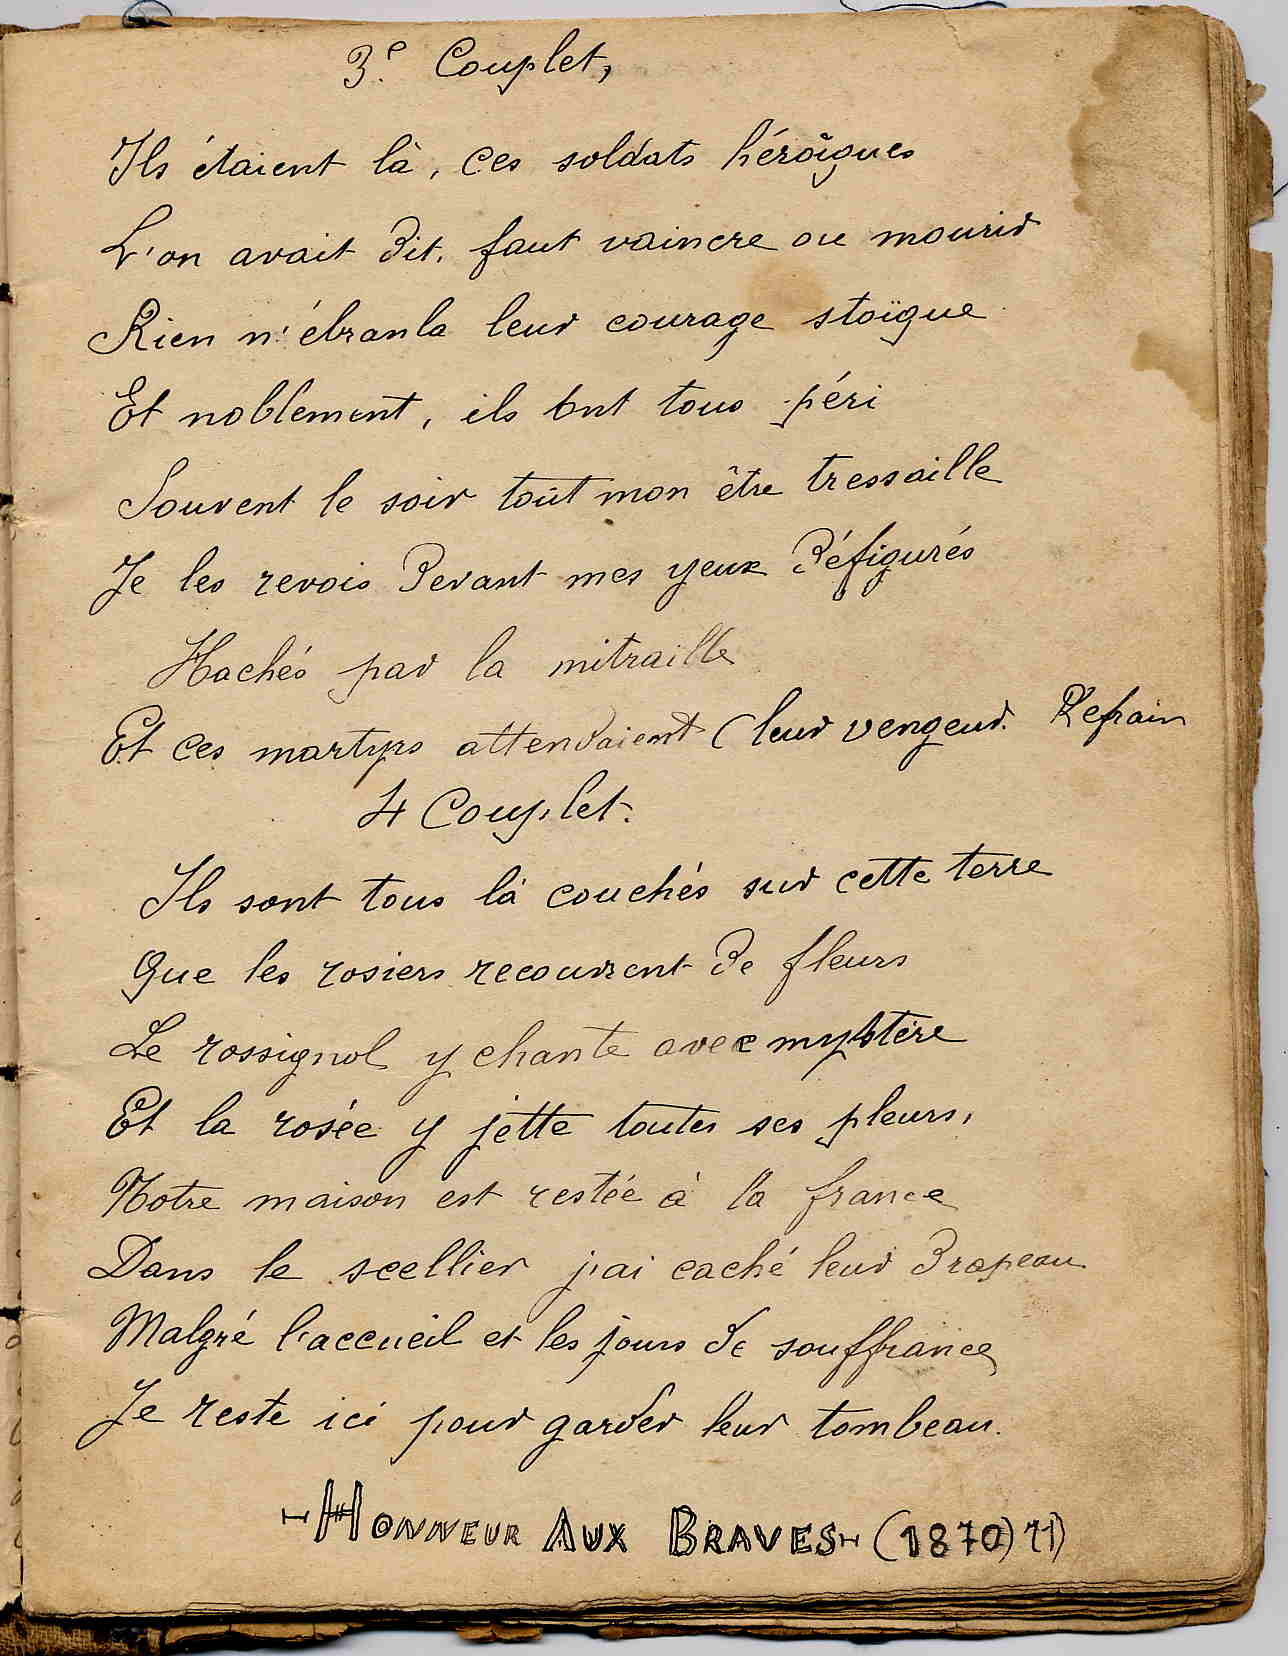 3e. Couplet,
Ils étaient là, ces soldats héroïques
L'on avait dit, faut vaincre ou mourir
Rien n'ébranla leur courage stoïque
Et noblement, ils ont tous péri
Souvent le soir tout mon être tressaille
Je les revois devant mes yeux défigurés
Hachés par la mitraille
Et ces martyrs attendaient (leur vengeur. Refrain
4 Couplet.
Ils sont tous là couchés sur cette terre
Que les rosiers recouvrent de fleurs
Le rossignol y chante avec mystère
Et la rosée y jette toutes ses pleurs,
Notre maison est restée à la france
Dans le scellier j'ai caché leur drapeau
Malgré l'accueil et les jours de souffrance
Je reste ici pour garder leur tombeau.
HONNEUR AUX BRAVES (1870) 71)